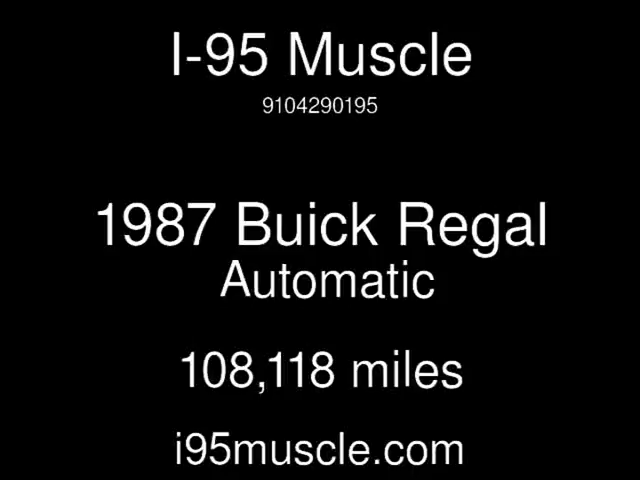 I-95 Muscle
9104290195
1987 Buick Regal
Automatic
108,118 miles
i95muscle.com